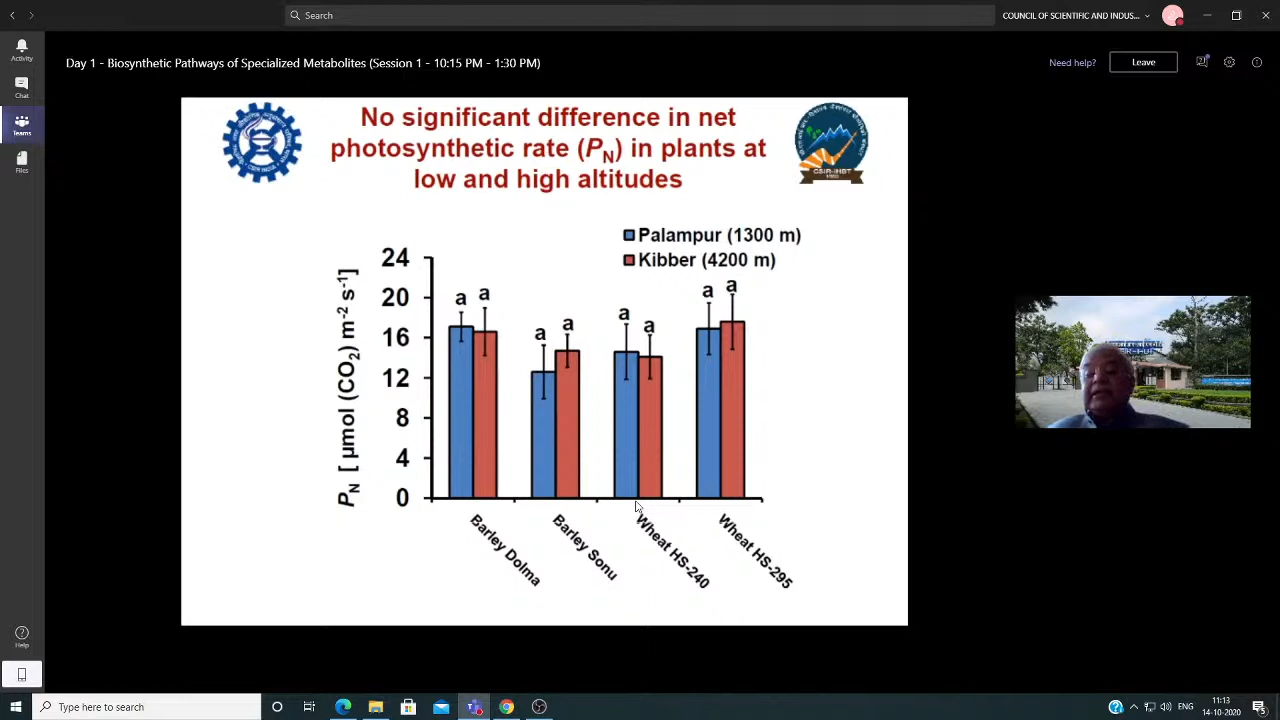 Search
COUNCIL OF SCIENTIFIC AND INDUS...
Activity
Chat
Teams
Files
Help
Day 1 - Biosynthetic Pathways of Specialized Metabolites (Session 1 - 10:15 PM - 1:30 PM)
Need help?
Leave
No significant difference in net
photosynthetic rate (PN) in plants at
low and high altitudes
CSIR-IHBT
Palampur (1300 m)
Kibber (4200 m)
PN [ µmol (CO2) m-2 s-1]
24
20
16
12
8
4
0
a a a a a a a a
Barley Dolma
Barley Sonu
Wheat HS-240
Wheat HS-295
Type here to search
ENG
11:13
14-10-2020